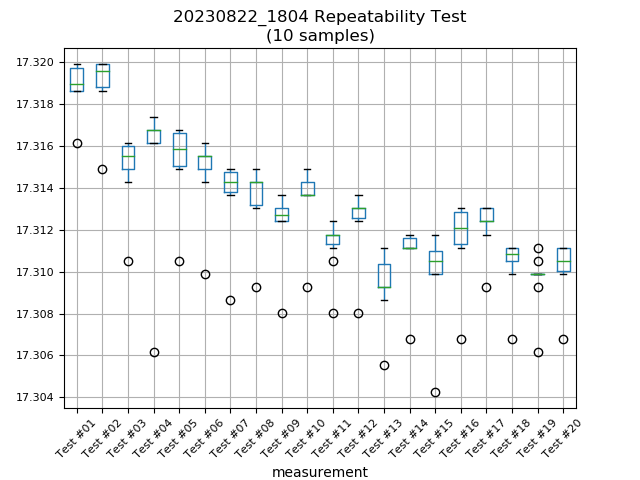 20230822_1804 Repeatability Test
(10 samples)
17.320
17.318
17.316
17.314
17.312
17.310
17.308
17.306
17.304
Test #01
Test #02
Test #03
Test #04
Test #05
Test #06
Test #07
Test #08
Test #09
Test #10
Test #11
Test #12
Test #13
Test #14
Test #15
Test #16
Test #17
Test #18
Test #19
Test #20
measurement